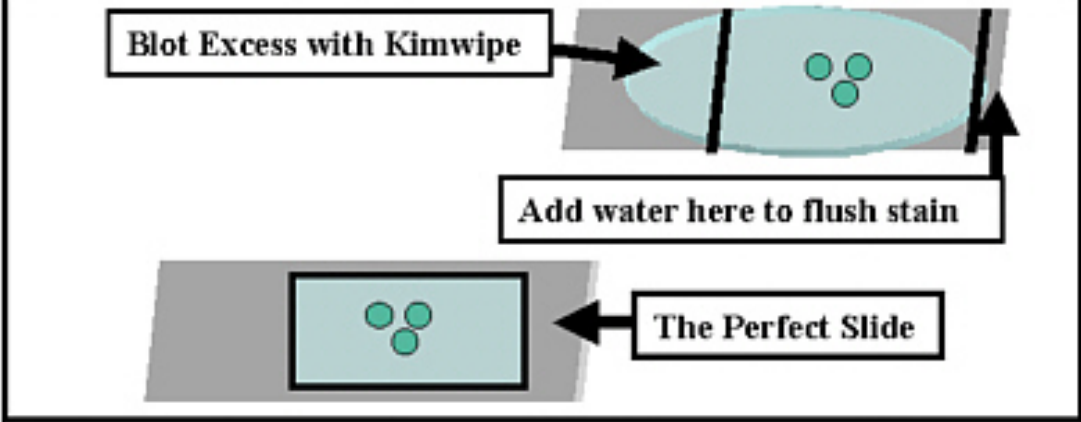 Blot Excess with Kimwipe
Add water here to flush stain
The Perfect Slide